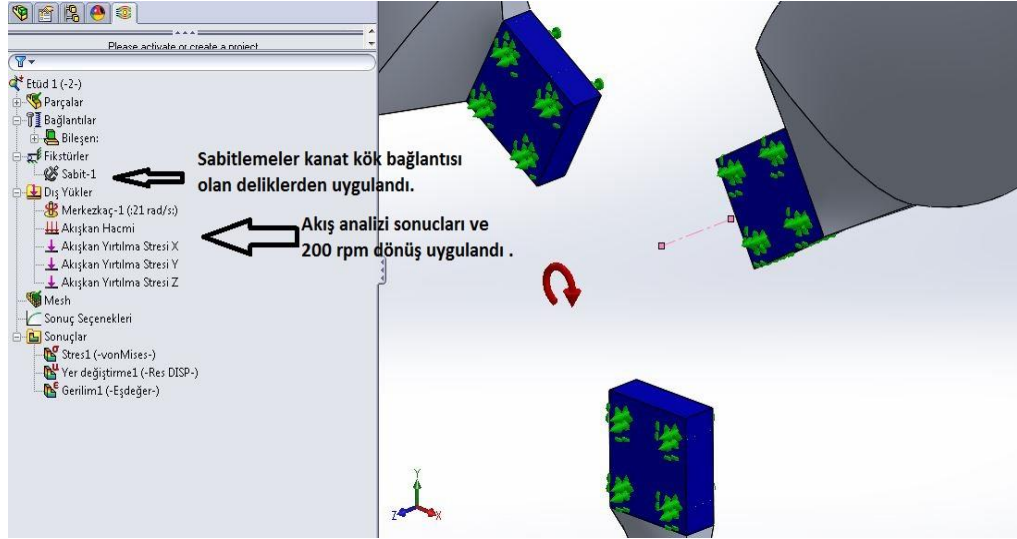 Please activate or create a project
Etüd 1 (-2-)
Parçalar
Bağlantılar
Bileşen:
Fikstürler
Sabit-1
Dış Yükler
Merkezkaç-1 (:21 rad/s:)
Akışkan Hacmi
Akışkan Yırtılma Stresi X
Akışkan Yırtılma Stresi Y
Akışkan Yırtılma Stresi Z
Mesh
Sonuç Seçenekleri
Sonuçlar
Stres1 (-vonMises-)
Yer değiştirme1 (-Res DISP-)
Gerilim1 (-Eşdeğer-)
Sabitlemeler kanat kök bağlantısı
olan deliklerden uygulandı.
Akış analizi sonucları ve
200 rpm dönüş uygulandı .
Y
Z
X